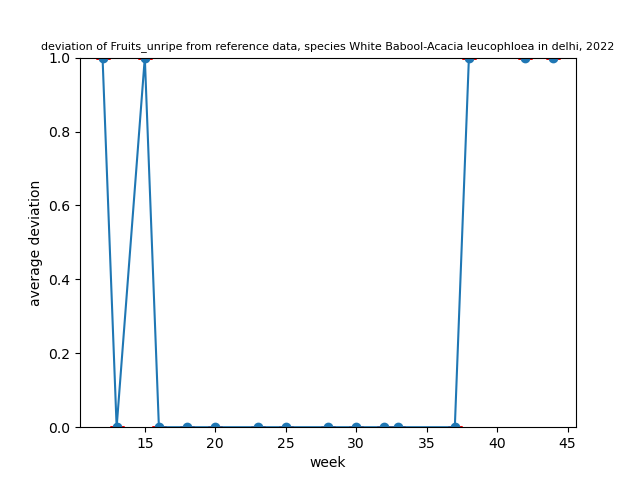 deviation of Fruits_unripe from reference data, species White Babool-Acacia leucophloea in delhi, 2022
1.0
0.8
0.6
0.4
0.2
0.0
average deviation
15 20 25 30 35 40 45
week